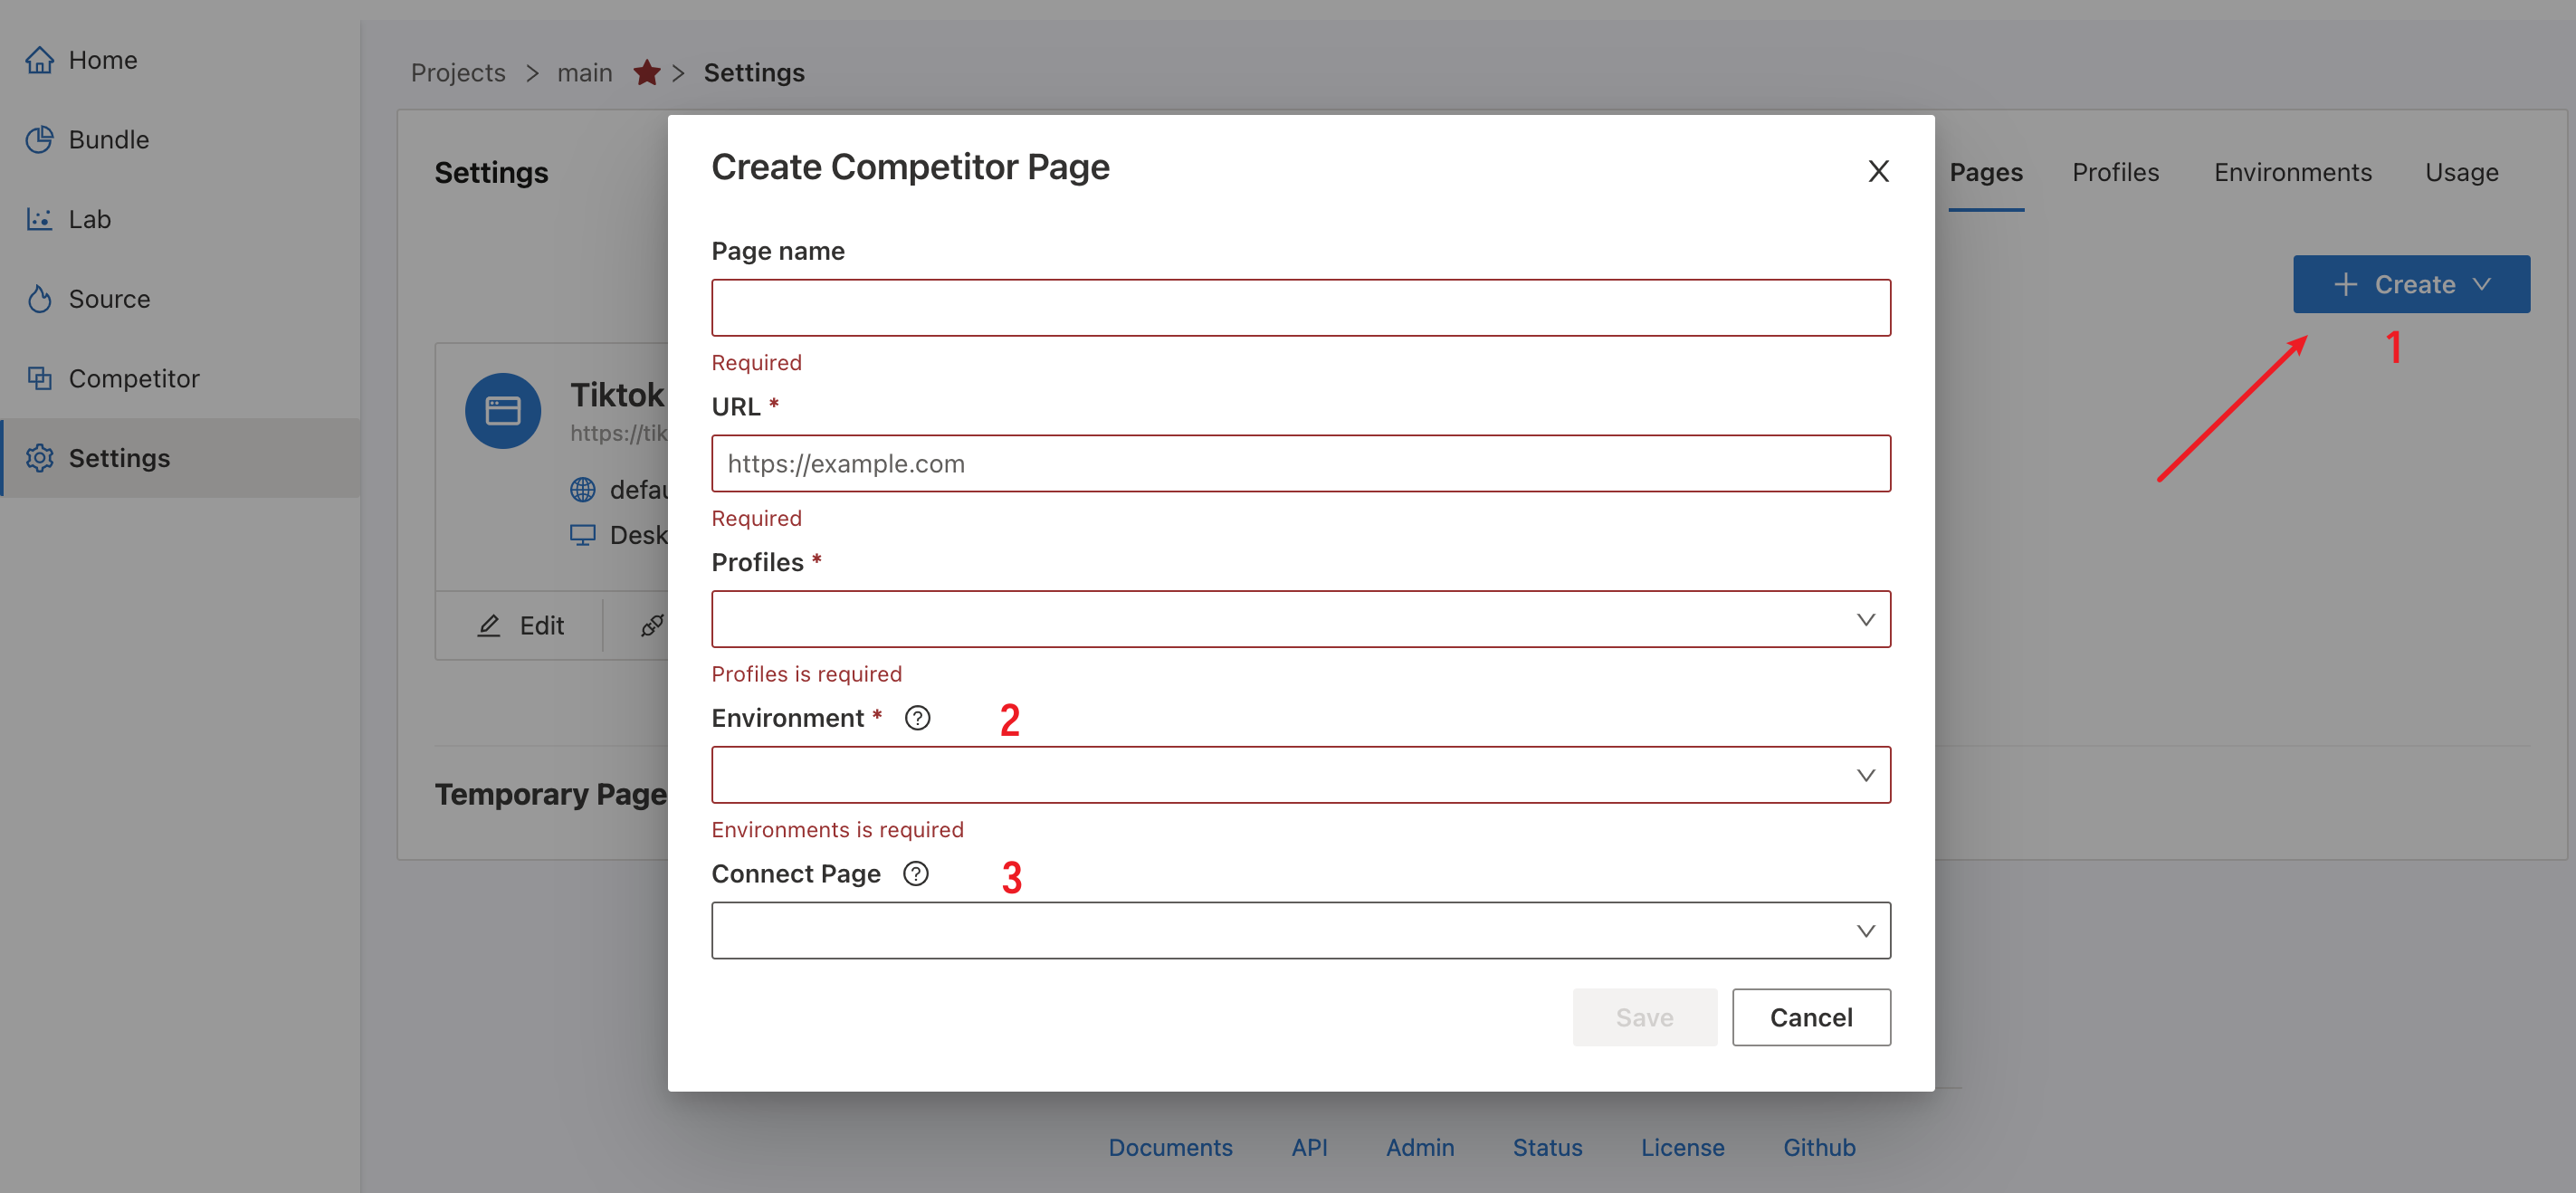 Home
Bundle
Lab
Source
Competitor
Settings
Projects > main > Settings
Settings
Pages Profiles Environments Usage
Create
1
Tiktok
https://tik
Edit
Temporary Page
Create Competitor Page
Page name
Required
URL *
https://example.com
Required
Profiles *
Profiles is required
Environment * ? 2
Environments is required
Connect Page ? 3
Save Cancel
Documents API Admin Status License Github